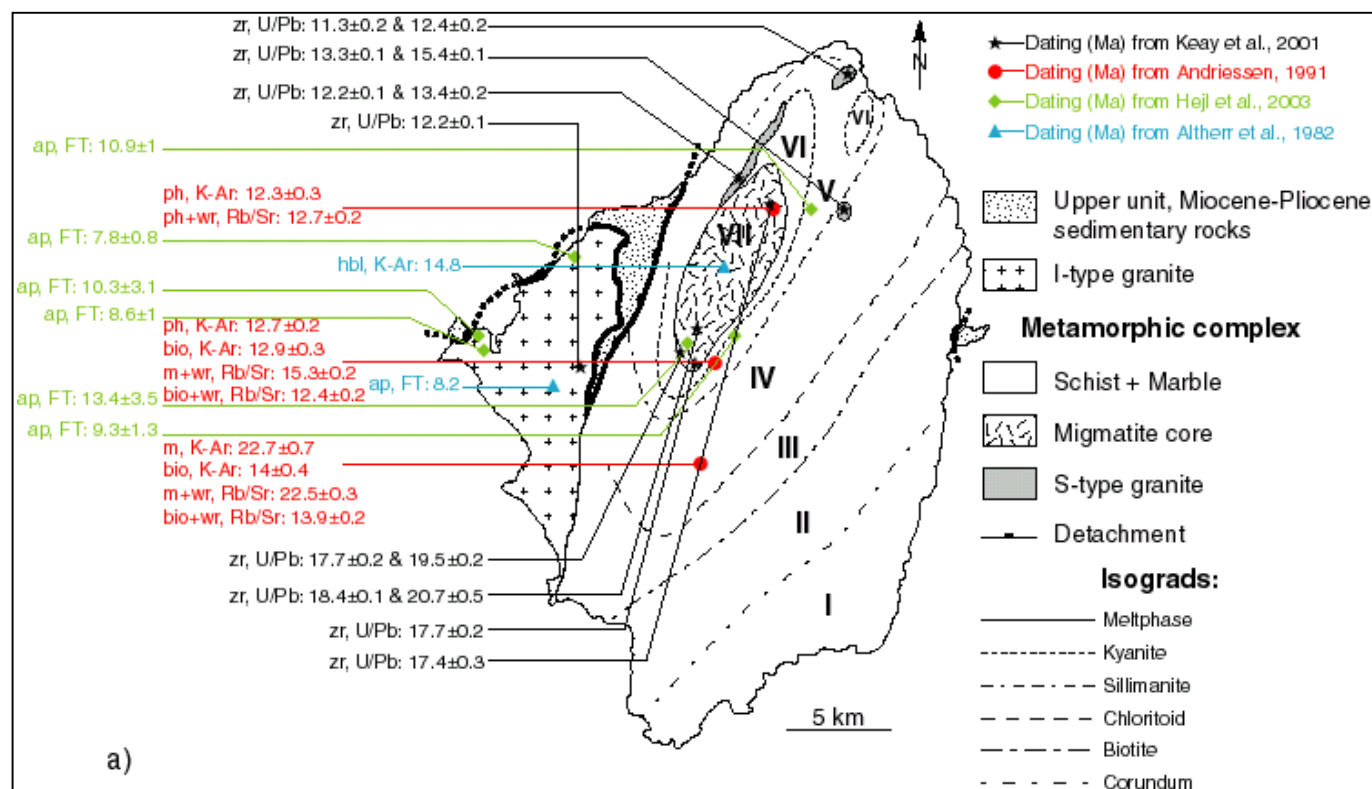 zr, U/Pb: 11.3±0.2 & 12.4±0.2
zr, U/Pb: 13.3±0.1 & 15.4±0.1
zr, U/Pb: 12.2±0.1 & 13.4±0.2
zr, U/Pb: 12.2±0.1
ap, FT: 10.9±1
ph, K-Ar: 12.3±0.3
ph+wr, Rb/Sr: 12.7±0.2
ap, FT: 7.8±0.8
hbl, K-Ar: 14.8
ap, FT: 10.3±3.1
ap, FT: 8.6±1
ph, K-Ar: 12.7±0.2
bio, K-Ar: 12.9±0.3
m+wr, Rb/Sr: 15.3±0.2
bio+wr, Rb/Sr: 12.4±0.2
ap, FT: 8.2
ap, FT: 13.4±3.5
ap, FT: 9.3±1.3
m, K-Ar: 22.7±0.7
bio, K-Ar: 14±0.4
m+wr, Rb/Sr: 22.5±0.3
bio+wr, Rb/Sr: 13.9±0.2
zr, U/Pb: 17.7±0.2 & 19.5±0.2
zr, U/Pb: 18.4±0.1 & 20.7±0.5
zr, U/Pb: 17.7±0.2
zr, U/Pb: 17.4±0.3
a)
N
VI
VI
V
VII
IV
III
II
I
5 km
Dating (Ma) from Keay et al., 2001
Dating (Ma) from Andriessen, 1991
Dating (Ma) from Hejl et al., 2003
Dating (Ma) from Altherr et al., 1982
Upper unit, Miocene-Pliocene
sedimentary rocks
I-type granite
Metamorphic complex
Schist + Marble
Migmatite core
S-type granite
Detachment
Isograds:
Meltphase
Kyanite
Sillimanite
Chloritoid
Biotite
Corundum